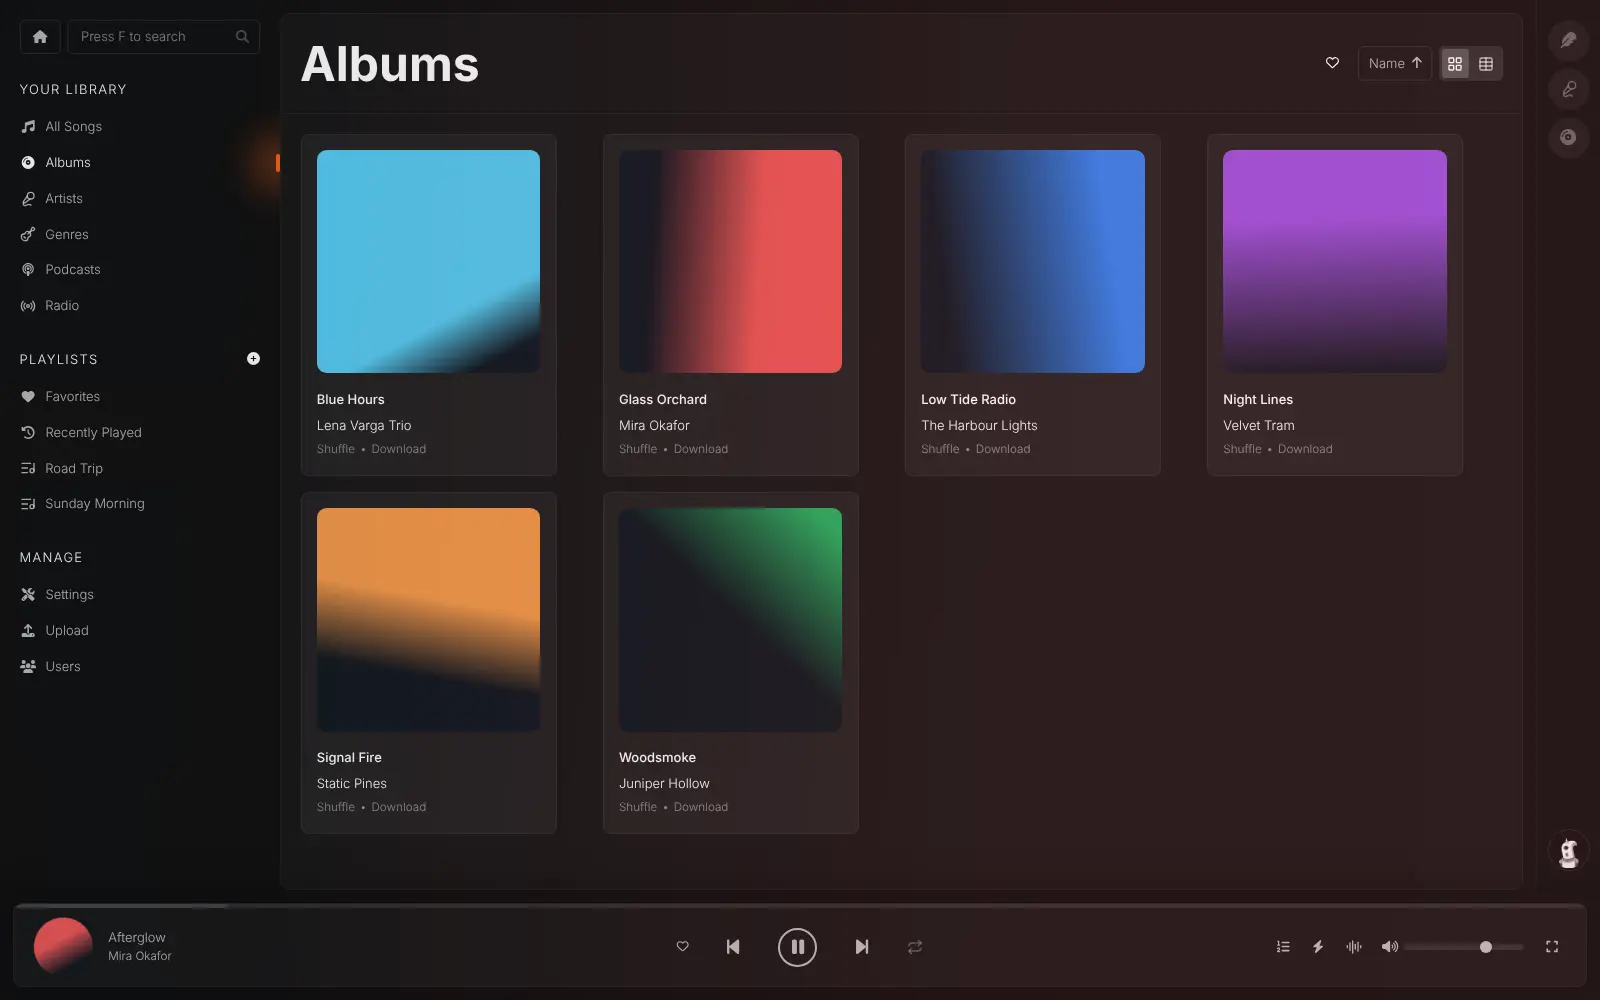 Press F to search
YOUR LIBRARY
All Songs
Albums
Artists
Genres
Podcasts
Radio
PLAYLISTS
Favorites
Recently Played
Road Trip
Sunday Morning
MANAGE
Settings
Upload
Users
Albums
Name
Blue Hours
Lena Varga Trio
Shuffle • Download
Glass Orchard
Mira Okafor
Shuffle • Download
Low Tide Radio
The Harbour Lights
Shuffle • Download
Night Lines
Velvet Tram
Shuffle • Download
Signal Fire
Static Pines
Shuffle • Download
Woodsmoke
Juniper Hollow
Shuffle • Download
Afterglow
Mira Okafor